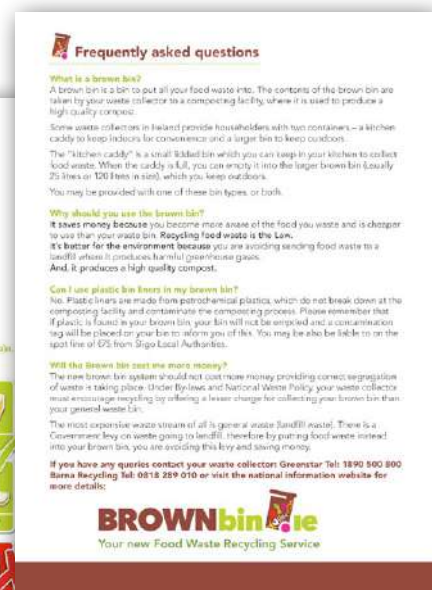 Frequently asked questions
What is a brown bin?
A brown bin is a bin to put all your food waste into. The contents of the brown bin are
taken by your waste collector to a composting facility, where it is used to produce a
high quality compost.
Some waste collectors in Ireland provide householders with two containers – a kitchen
caddy to keep indoors for convenience and a larger bin to keep outdoors.
The "kitchen caddy" is a small lidded bin which you can keep in your kitchen to collect
food waste. When the caddy is full, you can empty it into the larger brown bin (usually
25 litres or 120 litres in size), which you keep outdoors.
You may be provided with one of these bin types, or both.
Why should you use the brown bin?
It saves money because you become more aware of the food you waste and is cheaper
to use than your waste bin. Recycling food waste is the Law.
It's better for the environment because you are avoiding sending food waste to a
landfill where it produces harmful greenhouse gases.
And, it produces a high quality compost.
Can I use plastic bin liners in my brown bin?
No. Plastic liners are made from petrochemical plastics, which do not break down at the
composting facility and contaminate the composting process. Please remember that
if plastic is found in your brown bin, your bin will not be emptied and a contamination
tag will be placed on your bin to inform you of this. You may be also be liable to on the
spot fine of €75 from Sligo Local Authorities.
Will the Brown bin cost me more money?
The new brown bin system should not cost more money providing correct segregation
of waste is taking place. Under By-laws and National Waste Policy, your waste collector
must encourage recycling by offering a lesser charge for collecting your brown bin than
your general waste bin.
The most expensive waste stream of all is general waste (landfill waste). There is a
Government levy on waste going to landfill, therefore by putting food waste instead
into your brown bin, you are avoiding this levy and saving money.
If you have any queries contact your waste collector: Greenstar Tel: 1890 500 800
Barna Recycling Tel: 0818 289 010 or visit the national information website for
more details:
BROWNbin.ie
Your new Food Waste Recycling Service